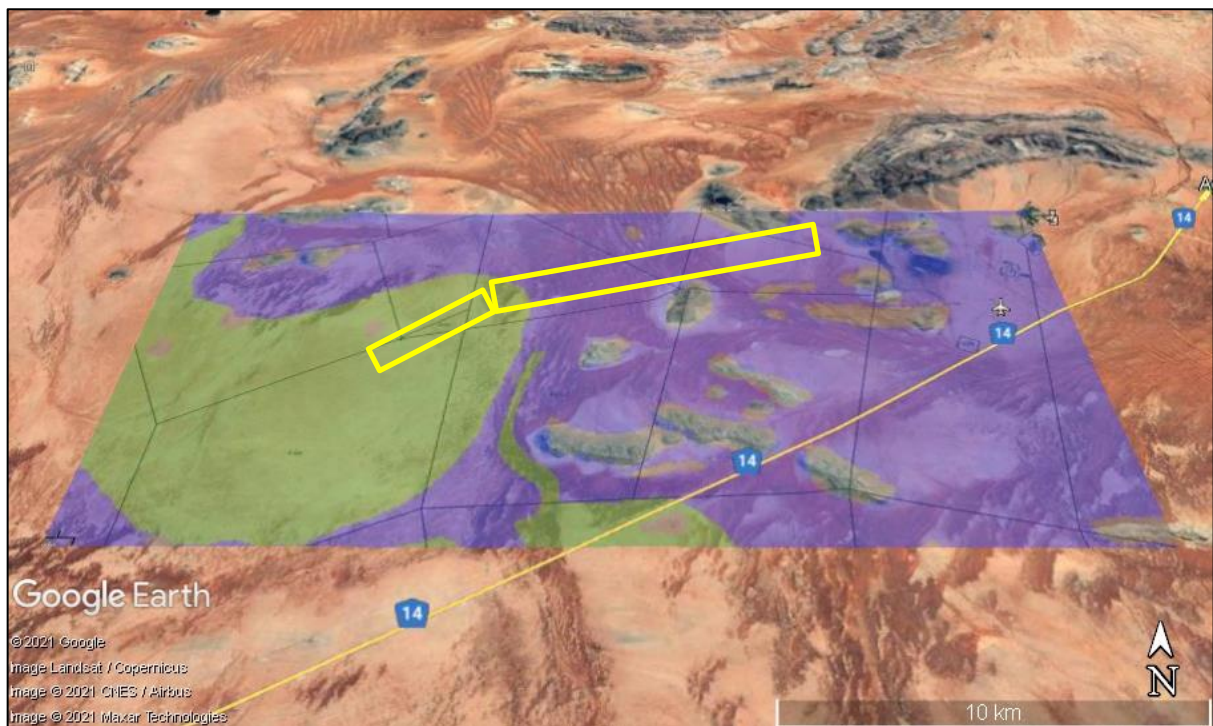 14
A
14
14
14
Google Earth
© 2021 Google
Image Landsat / Copernicus
Image © 2021 CNES / Airbus
Image © 2021 Maxar Technologies
N
10 km